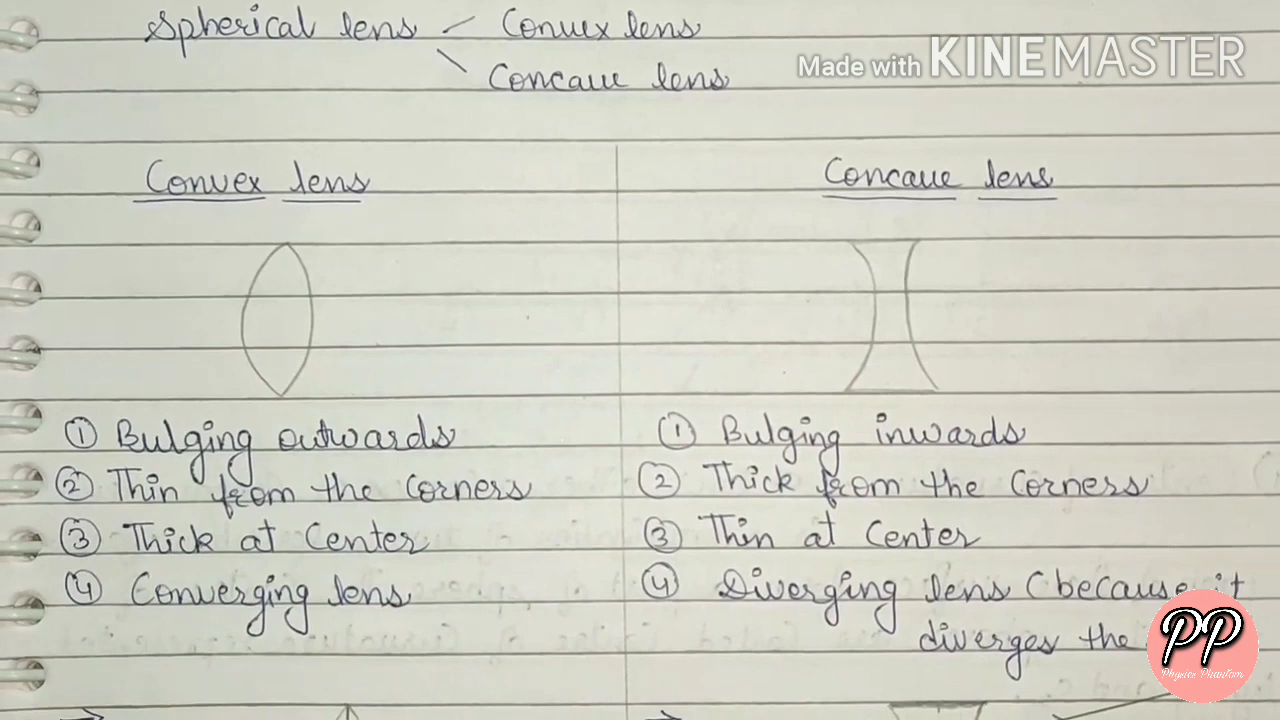 Spherical lens Convex lens
Concave lens
Made with KINEMASTER
Convex lens
Concave lens
① Bulging outwards
② Thin from the corners
③ Thick at center
④ Converging lens
① Bulging inwards
② Thick from the corners
③ Thin at center
④ Diverging lens (because it
diverges the
PP
Physics Phantom